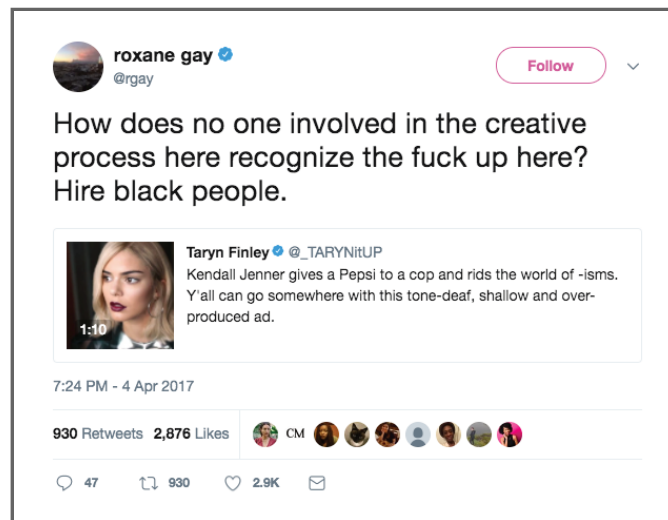 roxane gay
@rgay
Follow
How does no one involved in the creative
process here recognize the fuck up here?
Hire black people.
Taryn Finley @_TARYNitUP
Kendall Jenner gives a Pepsi to a cop and rids the world of -isms.
Y'all can go somewhere with this tone-deaf, shallow and over-
produced ad.
1:10
7:24 PM - 4 Apr 2017
930 Retweets 2,876 Likes
CM
47 930 2.9K